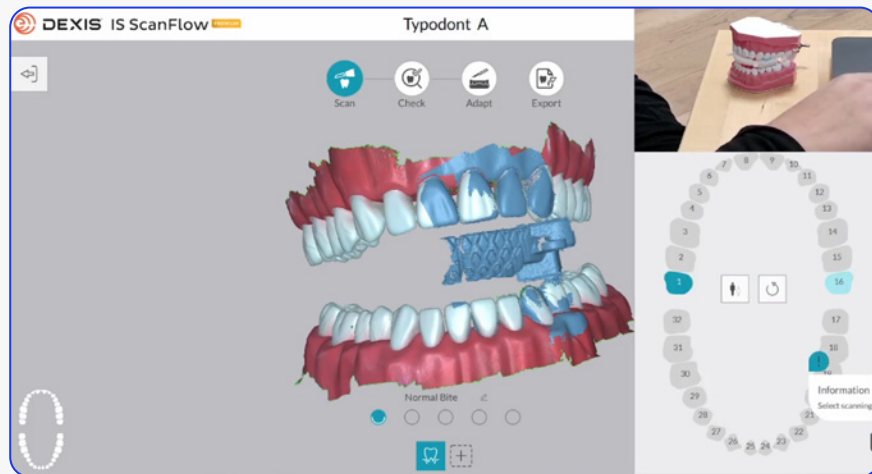 DEXIS IS ScanFlow PREMIUM
Typodont A
Scan
Check
Adapt
Export
Normal Bite
7 8 9 10
6 11
5 12
4 13
3 14
2 15
1 16
32 17
31 18
30
29
28 21
27 26 25 24 23 22
Information
Select scanning